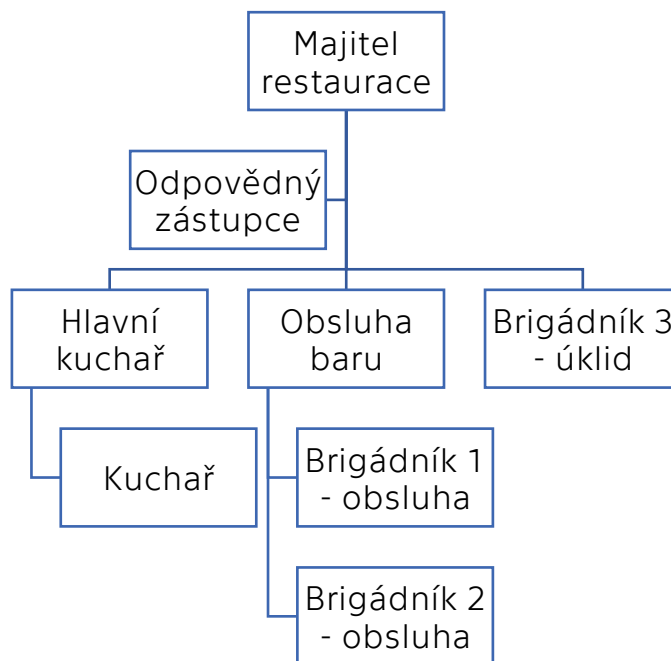 Majitel
restaurace
Odpovědný
zástupce
Hlavní
kuchař
Obsluha
baru
Brigádník 3
- úklid
Kuchař
Brigádník 1
- obsluha
Brigádník 2
- obsluha